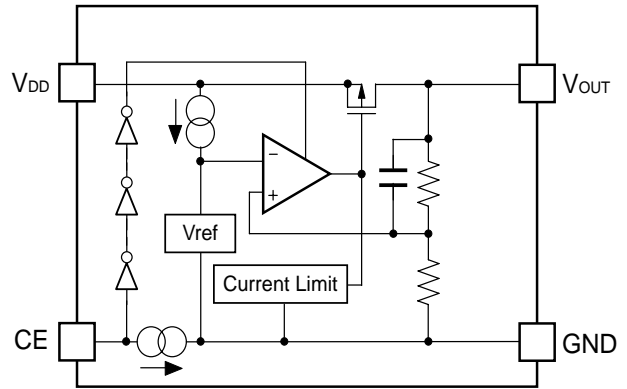 VDD
VOUT
−
+
Vref
Current Limit
CE
GND